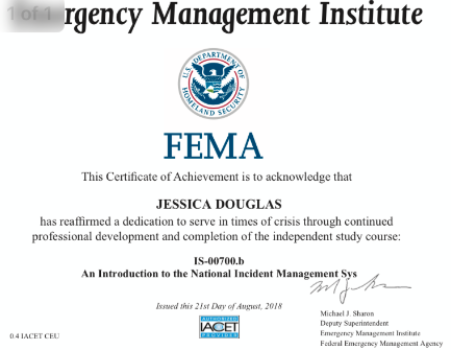 1 of 1
rgency Management Institute
U.S. DEPARTMENT OF
HOMELAND SECURITY
FEMA
This Certificate of Achievement is to acknowledge that
JESSICA DOUGLAS
has reaffirmed a dedication to serve in times of crisis through continued
professional development and completion of the independent study course:
IS-00700.b
An Introduction to the National Incident Management Sys
Issued this 21st Day of August, 2018
AUTHORIZED
IACET
PROVIDER
0.4 IACET CEU
Michael J. Sharon
Deputy Superintendent
Emergency Management Institute
Federal Emergency Management Agency